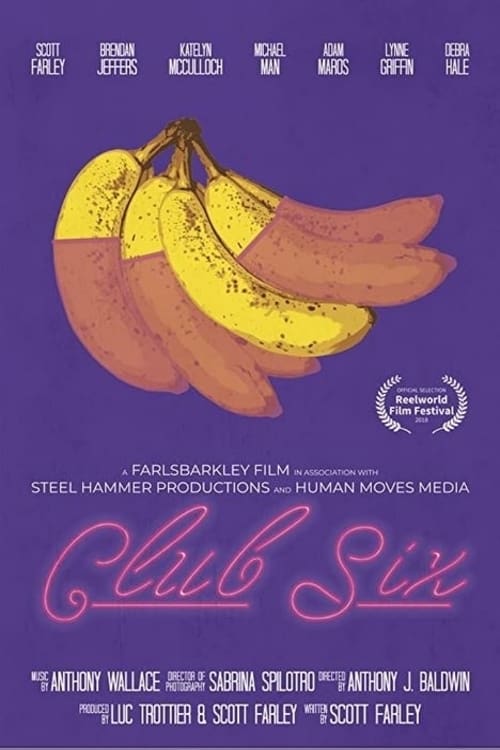 SCOTT FARLEY
BRENDAN JEFFERS
KATELYN MCCULLOCH
MICHAEL MAN
ADAM MAROS
LYNNE GRIFFIN
DEBRA HALE
OFFICIAL SELECTION
Reelworld
Film Festival
2018
A FARLSBARKLEY FILM IN ASSOCIATION WITH
STEEL HAMMER PRODUCTIONS AND HUMAN MOVES MEDIA
Club Six
MUSIC BY ANTHONY WALLACE DIRECTOR OF PHOTOGRAPHY SABRINA SPILOTRO DIRECTED BY ANTHONY J. BALDWIN
PRODUCED BY LUC TROTTIER & SCOTT FARLEY WRITTEN BY SCOTT FARLEY